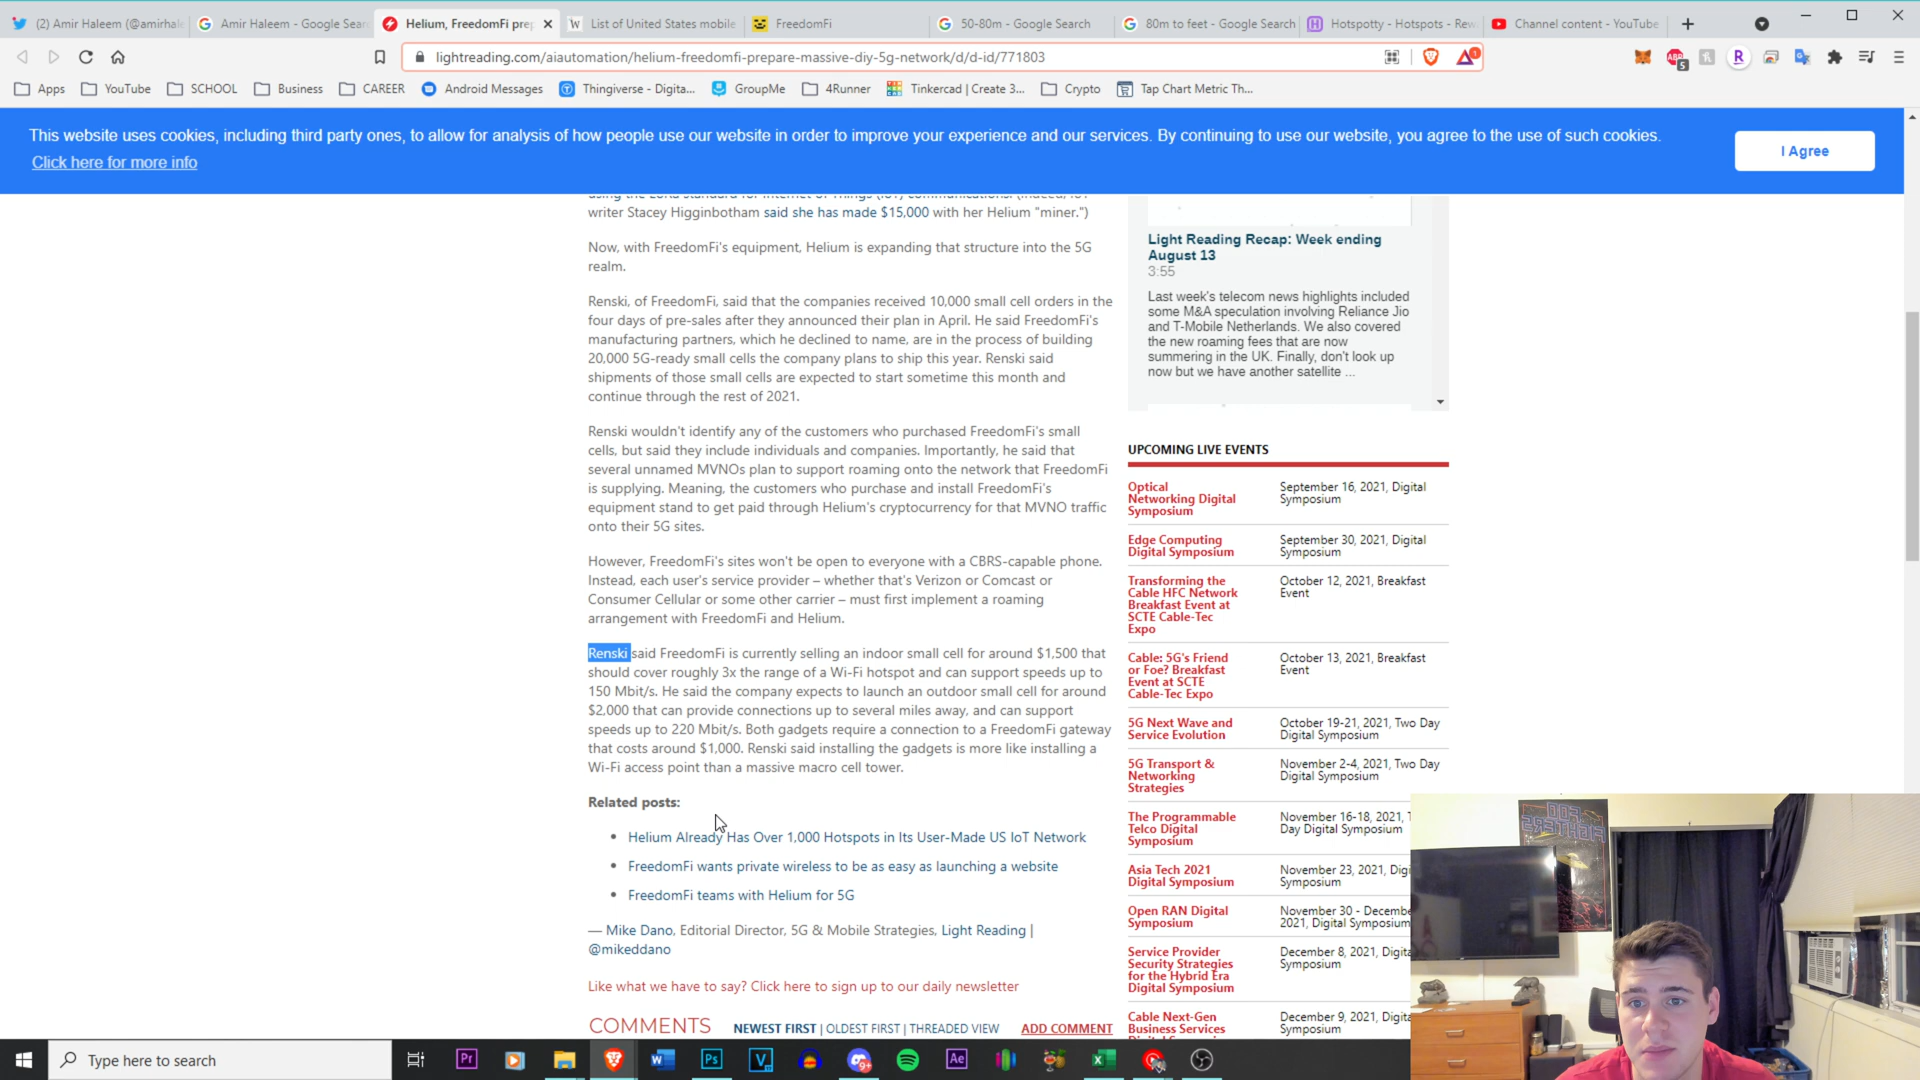 (2) Amir Haleem (@amirhal
Amir Haleem - Google Sear
Helium, FreedomFi prep
List of United States mobile
FreedomFi
50-80m - Google Search
80m to feet - Google Search
Hotspotty - Hotspots - Rew
Channel content - YouTube
lightreading.com/aiautomation/helium-freedomfi-prepare-massive-diy-5g-network/d/d-id/771803
Apps
YouTube
SCHOOL
Business
CAREER
Android Messages
Thingiverse - Digita...
GroupMe
4Runner
Tinkercad | Create 3...
Crypto
Tap Chart Metric Th...
This website uses cookies, including third party ones, to allow for analysis of how people use our website in order to improve your experience and our services. By continuing to use our website, you agree to the use of such cookies.
Click here for more info
I Agree
writer Stacey Higginbotham said she has made $15,000 with her Helium "miner.")
Now, with FreedomFi's equipment, Helium is expanding that structure into the 5G
realm.
Renski, of FreedomFi, said that the companies received 10,000 small cell orders in the
four days of pre-sales after they announced their plan in April. He said FreedomFi's
manufacturing partners, which he declined to name, are in the process of building
20,000 5G-ready small cells the company plans to ship this year. Renski said
shipments of those small cells are expected to start sometime this month and
continue through the rest of 2021.
Renski wouldn't identify any of the customers who purchased FreedomFi's small
cells, but said they include individuals and companies. Importantly, he said that
several unnamed MVNOs plan to support roaming onto the network that FreedomFi
is supplying. Meaning, the customers who purchase and install FreedomFi's
equipment stand to get paid through Helium's cryptocurrency for that MVNO traffic
onto their 5G sites.
However, FreedomFi's sites won't be open to everyone with a CBRS-capable phone.
Instead, each user's service provider – whether that's Verizon or Comcast or
Consumer Cellular or some other carrier – must first implement a roaming
arrangement with FreedomFi and Helium.
Renski said FreedomFi is currently selling an indoor small cell for around $1,500 that
should cover roughly 3x the range of a Wi-Fi hotspot and can support speeds up to
150 Mbit/s. He said the company expects to launch an outdoor small cell for around
$2,000 that can provide connections up to several miles away, and can support
speeds up to 220 Mbit/s. Both gadgets require a connection to a FreedomFi gateway
that costs around $1,000. Renski said installing the gadgets is more like installing a
Wi-Fi access point than a massive macro cell tower.
Related posts:
• Helium Already Has Over 1,000 Hotspots in Its User-Made US IoT Network
• FreedomFi wants private wireless to be as easy as launching a website
• FreedomFi teams with Helium for 5G
— Mike Dano, Editorial Director, 5G & Mobile Strategies, Light Reading |
@mikeddano
Like what we have to say? Click here to sign up to our daily newsletter
COMMENTS
NEWEST FIRST | OLDEST FIRST | THREADED VIEW
ADD COMMENT
Light Reading Recap: Week ending
August 13
3:55
Last week's telecom news highlights included
some M&A speculation involving Reliance Jio
and T-Mobile Netherlands. We also covered
the new roaming fees that are now
summering in the UK. Finally, don't look up
now but we have another satellite ...
UPCOMING LIVE EVENTS
Optical
Networking Digital
Symposium
September 16, 2021, Digital
Symposium
Edge Computing
Digital Symposium
September 30, 2021, Digital
Symposium
Transforming the
Cable HFC Network
Breakfast Event at
SCTE Cable-Tec
Expo
October 12, 2021, Breakfast
Event
Cable: 5G's Friend
or Foe? Breakfast
Event at SCTE
Cable-Tec Expo
October 13, 2021, Breakfast
Event
5G Next Wave and
Service Evolution
October 19-21, 2021, Two Day
Digital Symposium
5G Transport &
Networking
Strategies
November 2-4, 2021, Two Day
Digital Symposium
The Programmable
Telco Digital
Symposium
November 16-18, 2021, T
Day Digital Symposium
Asia Tech 2021
Digital Symposium
November 23, 2021, Digi
Symposium
Open RAN Digital
Symposium
November 30 - Decembe
2021, Digital Symposium
Service Provider
Security Strategies
for the Hybrid Era
Digital Symposium
December 8, 2021, Digita
Symposium
Cable Next-Gen
Business Services
December 9, 2021, Digita
Symposium
FOO
FIGHTERS
Type here to search